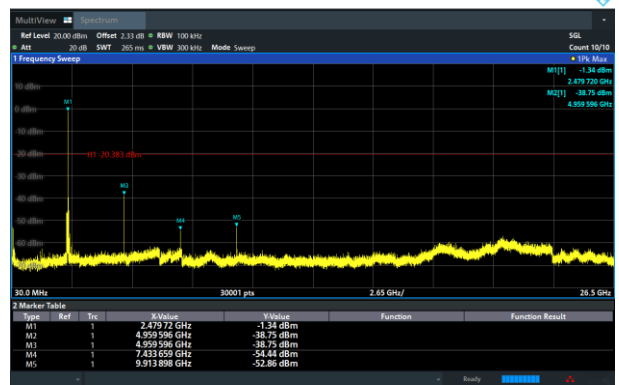 MultiView Spectrum
Ref Level 20.00 dBm Offset 2.33 dB RBW 100 kHz SGL
Att 20 dB SWT 265 ms VBW 300 kHz Mode Sweep Count 10/10
1 Frequency Sweep 1Pk Max
M1[1] -1.34 dBm
2.479 720 GHz
M2[1] -38.75 dBm
4.959 596 GHz
10 dBm
M1
0 dBm
-10 dBm
-20 dBm H1 -20.383 dBm
-30 dBm
M3
-40 dBm
-50 dBm M4 M5
-60 dBm
30.0 MHz 30001 pts 2.65 GHz/ 26.5 GHz
2 Marker Table
Type Ref Trc X-Value Y-Value Function Function Result
M1 1 2.479 72 GHz -1.34 dBm
M2 1 4.959 596 GHz -38.75 dBm
M3 1 4.959 596 GHz -38.75 dBm
M4 1 7.433 659 GHz -54.44 dBm
M5 1 9.913 898 GHz -52.86 dBm
Ready